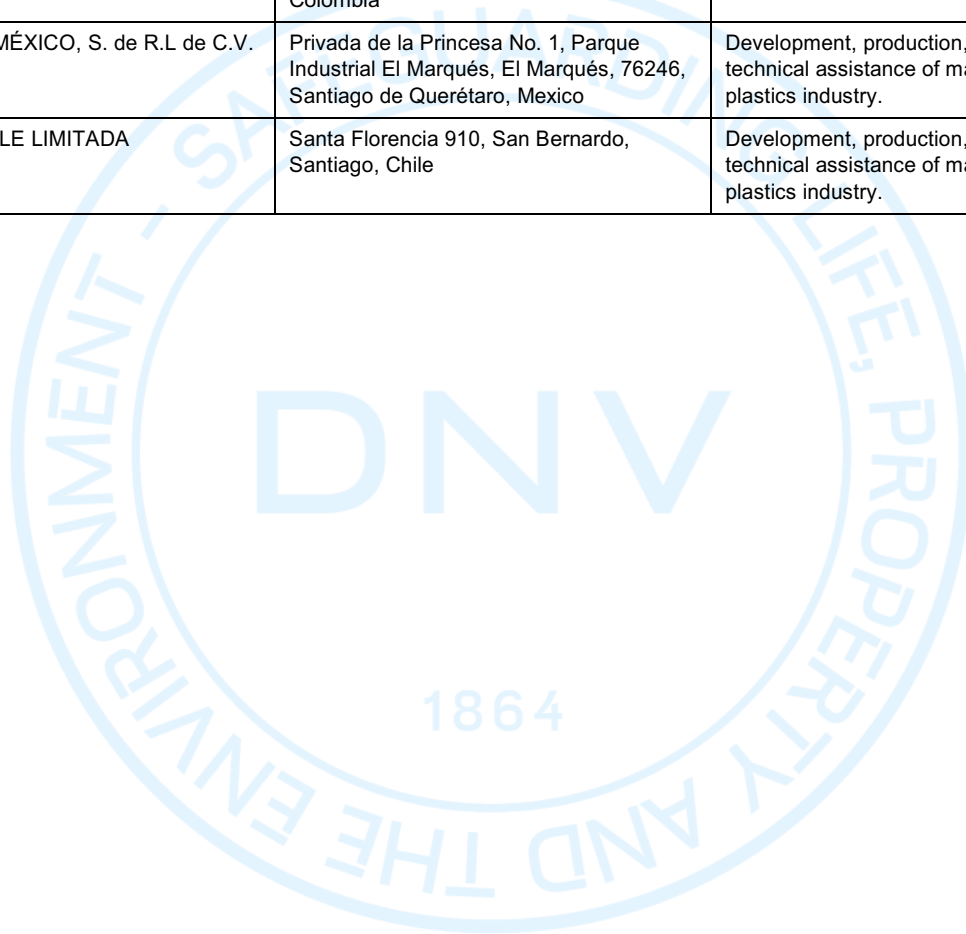 Colombia
MÉXICO, S. de R.L de C.V.
Privada de la Princesa No. 1, Parque
Industrial El Marqués, El Marqués, 76246,
Santiago de Querétaro, Mexico
Development, production,
technical assistance of ma
plastics industry.
LE LIMITADA
Santa Florencia 910, San Bernardo,
Santiago, Chile
Development, production,
technical assistance of ma
plastics industry.
SAFEGUARDING LIFE, PROPERTY AND THE ENVIRONMENT -
DNV
1864